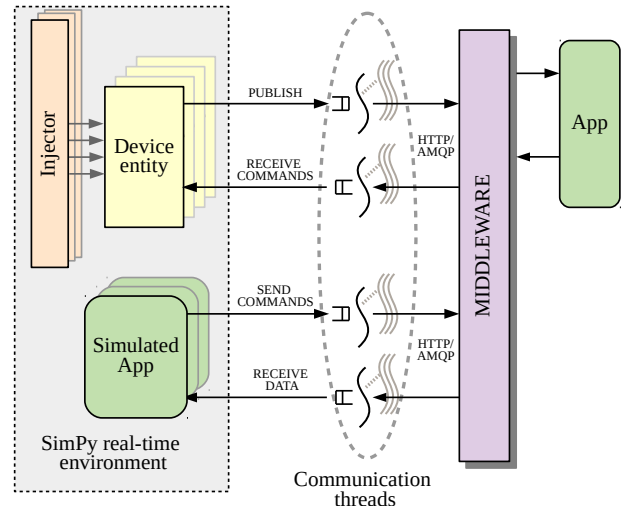 Injector
Device
entity
PUBLISH
RECEIVE
COMMANDS
HTTP/
AMQP
MIDDLEWARE
App
Simulated
App
SEND
COMMANDS
RECEIVE
DATA
HTTP/
AMQP
SimPy real-time
environment
Communication
threads